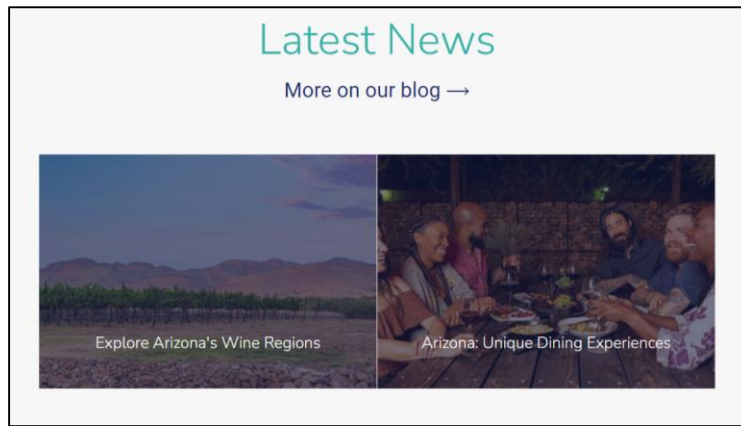 Latest News
More on our blog →
Explore Arizona's Wine Regions
Arizona: Unique Dining Experiences